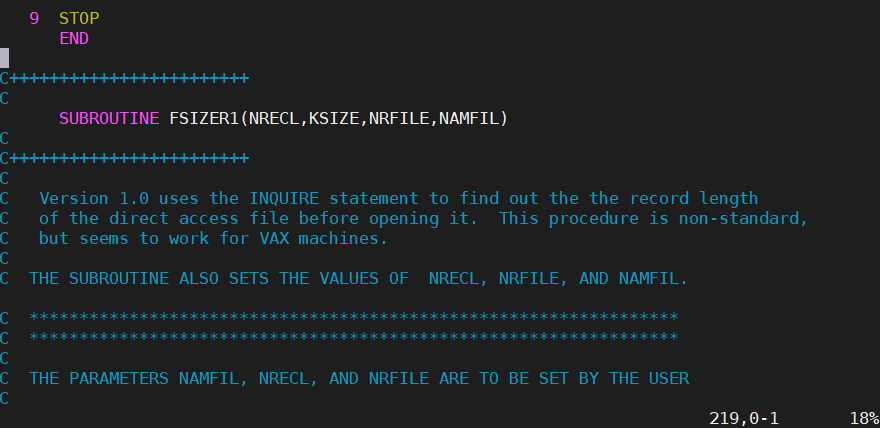 9  STOP
      END

C++++++++++++++++++++++++
C
      SUBROUTINE FSIZER1(NRECL,KSIZE,NRFILE,NAMFIL)
C
C++++++++++++++++++++++++
C
C   Version 1.0 uses the INQUIRE statement to find out the the record length
C   of the direct access file before opening it.  This procedure is non-standard,
C   but seems to work for VAX machines.
C
C  THE SUBROUTINE ALSO SETS THE VALUES OF  NRECL, NRFILE, AND NAMFIL.

C  *****************************************************************
C  *****************************************************************
C
C  THE PARAMETERS NAMFIL, NRECL, AND NRFILE ARE TO BE SET BY THE USER
C
219,0-1       18%